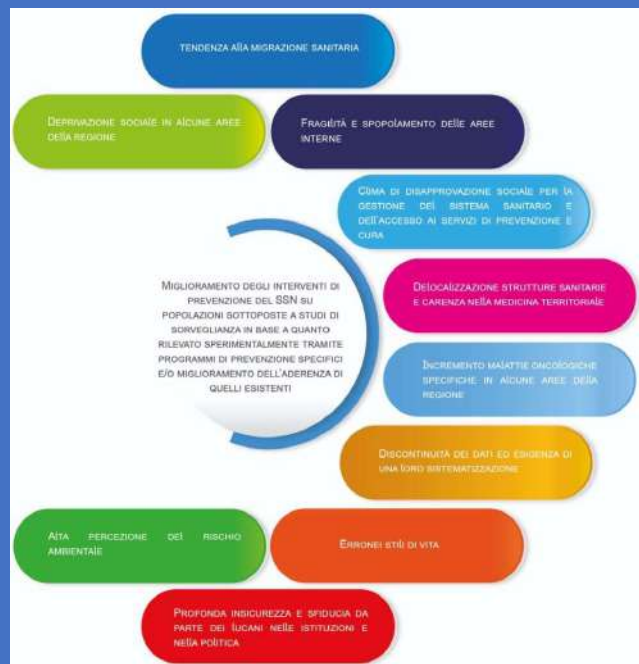 TENDENZA ALLA MIGRAZIONE SANITARIA
DEPRIVAZIONE SOCIALE IN ALCUNE AREE
DELLA REGIONE
FRAGILITÀ E SPOPOLAMENTO DELLE AREE
INTERNE
CLIMA DI DISAPPROVAZIONE SOCIALE PER LA
GESTIONE DEL SISTEMA SANITARIO E
DELL'ACCESSO AI SERVIZI DI PREVENZIONE E
CURA
MIGLIORAMENTO DEGLI INTERVENTI DI
PREVENZIONE DEL SSN SU
POPOLAZIONI SOTTOPOSTE A STUDI DI
SORVEGLIANZA IN BASE A QUANTO
RILEVATO SPERIMENTALMENTE TRAMITE
PROGRAMMI DI PREVENZIONE SPECIFICI
E/O MIGLIORAMENTO DELL'ADERENZA DI
QUELLI ESISTENTI
DELOCALIZZAZIONE STRUTTURE SANITARIE
E CARENZA NELLA MEDICINA TERRITORIALE
INCREMENTO MALATTIE ONCOLOGICHE
SPECIFICHE IN ALCUNE AREE DELLA
REGIONE
DISCONTINUITÀ DEI DATI ED ESIGENZA DI
UNA LORO SISTEMATIZZAZIONE
ALTA PERCEZIONE DEL RISCHIO
AMBIENTALE
ERRONEI STILI DI VITA
PROFONDA INSICUREZZA E SFIDUCIA DA
PARTE DEI LUCANI NELLE ISTITUZIONI E
NELLA POLITICA